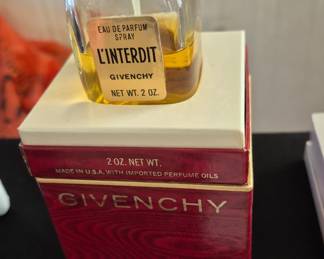 EAU DE PARFUM
SPRAY
L'INTERDIT
GIVENCHY
NET WT. 2 OZ.
2 OZ. NET WT.
MADE IN U.S.A. WITH IMPORTED PERFUME OILS
GIVENCHY